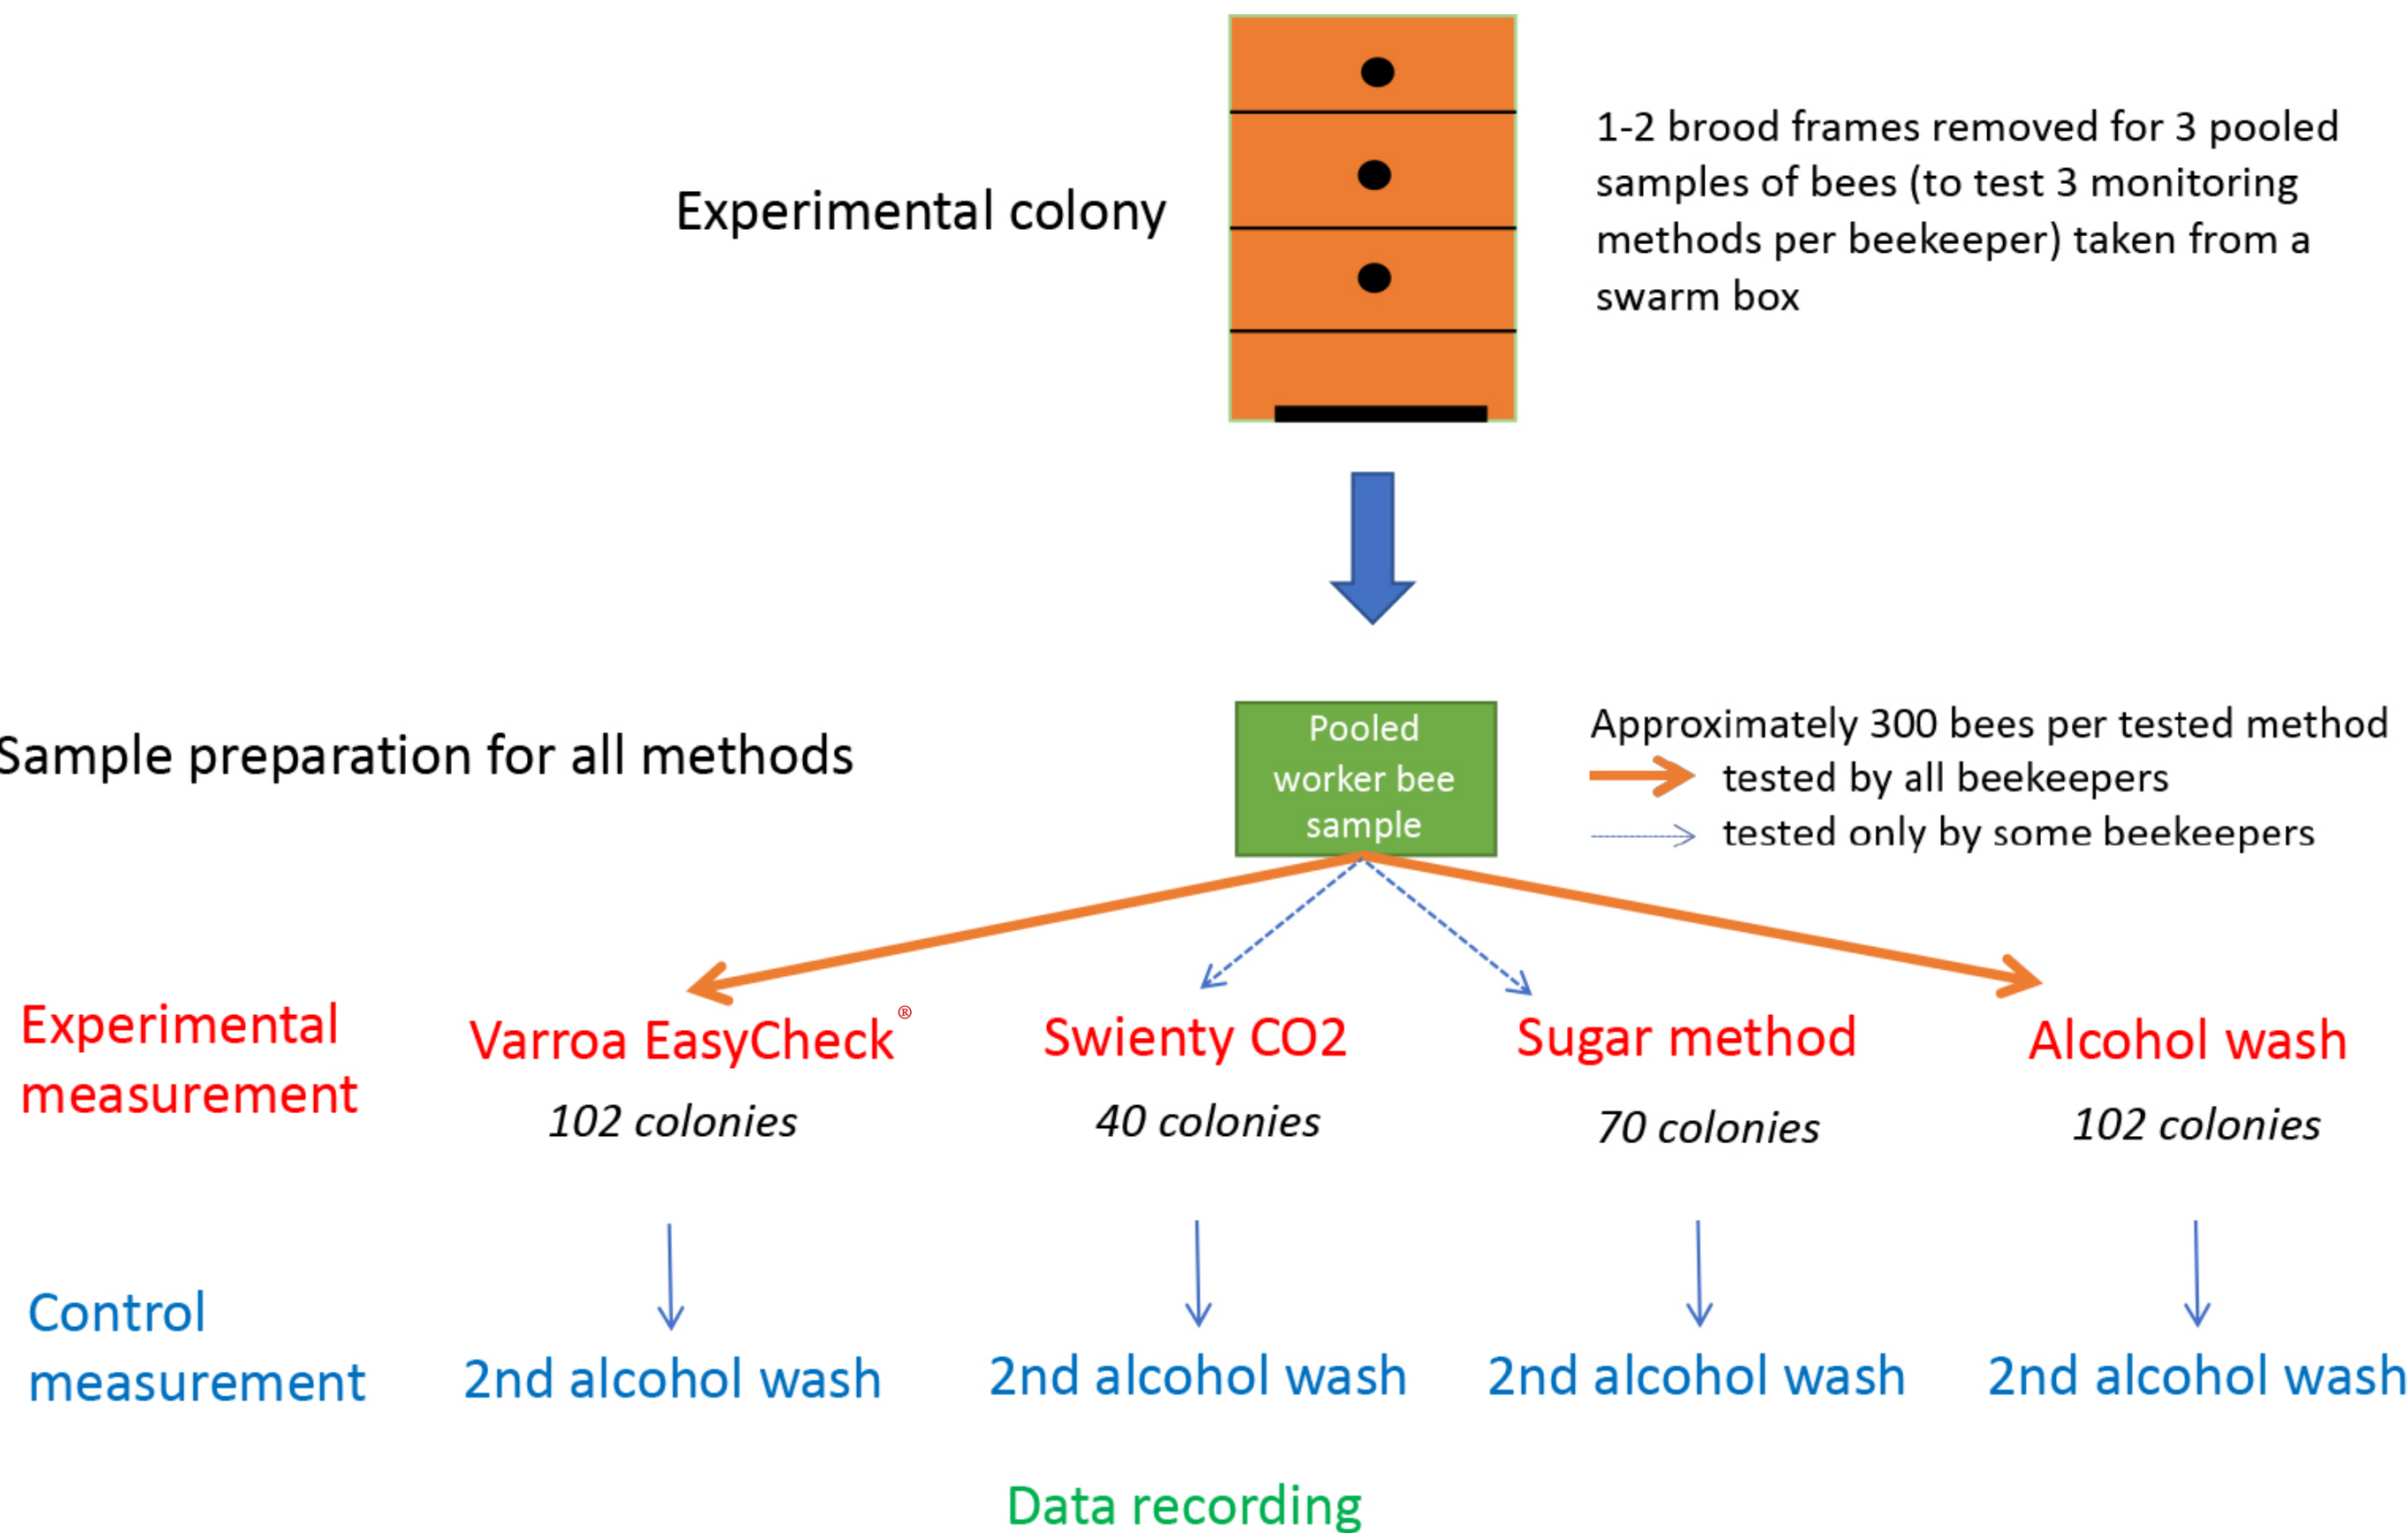 Experimental colony
1-2 brood frames removed for 3 pooled
samples of bees (to test 3 monitoring
methods per beekeeper) taken from a
swarm box
Sample preparation for all methods
Pooled
worker bee
sample
Approximately 300 bees per tested method
tested by all beekeepers
tested only by some beekeepers
Experimental
measurement
Varroa EasyCheck®
102 colonies
Swienty CO2
40 colonies
Sugar method
70 colonies
Alcohol wash
102 colonies
Control
measurement
2nd alcohol wash
2nd alcohol wash
2nd alcohol wash
2nd alcohol wash
Data recording